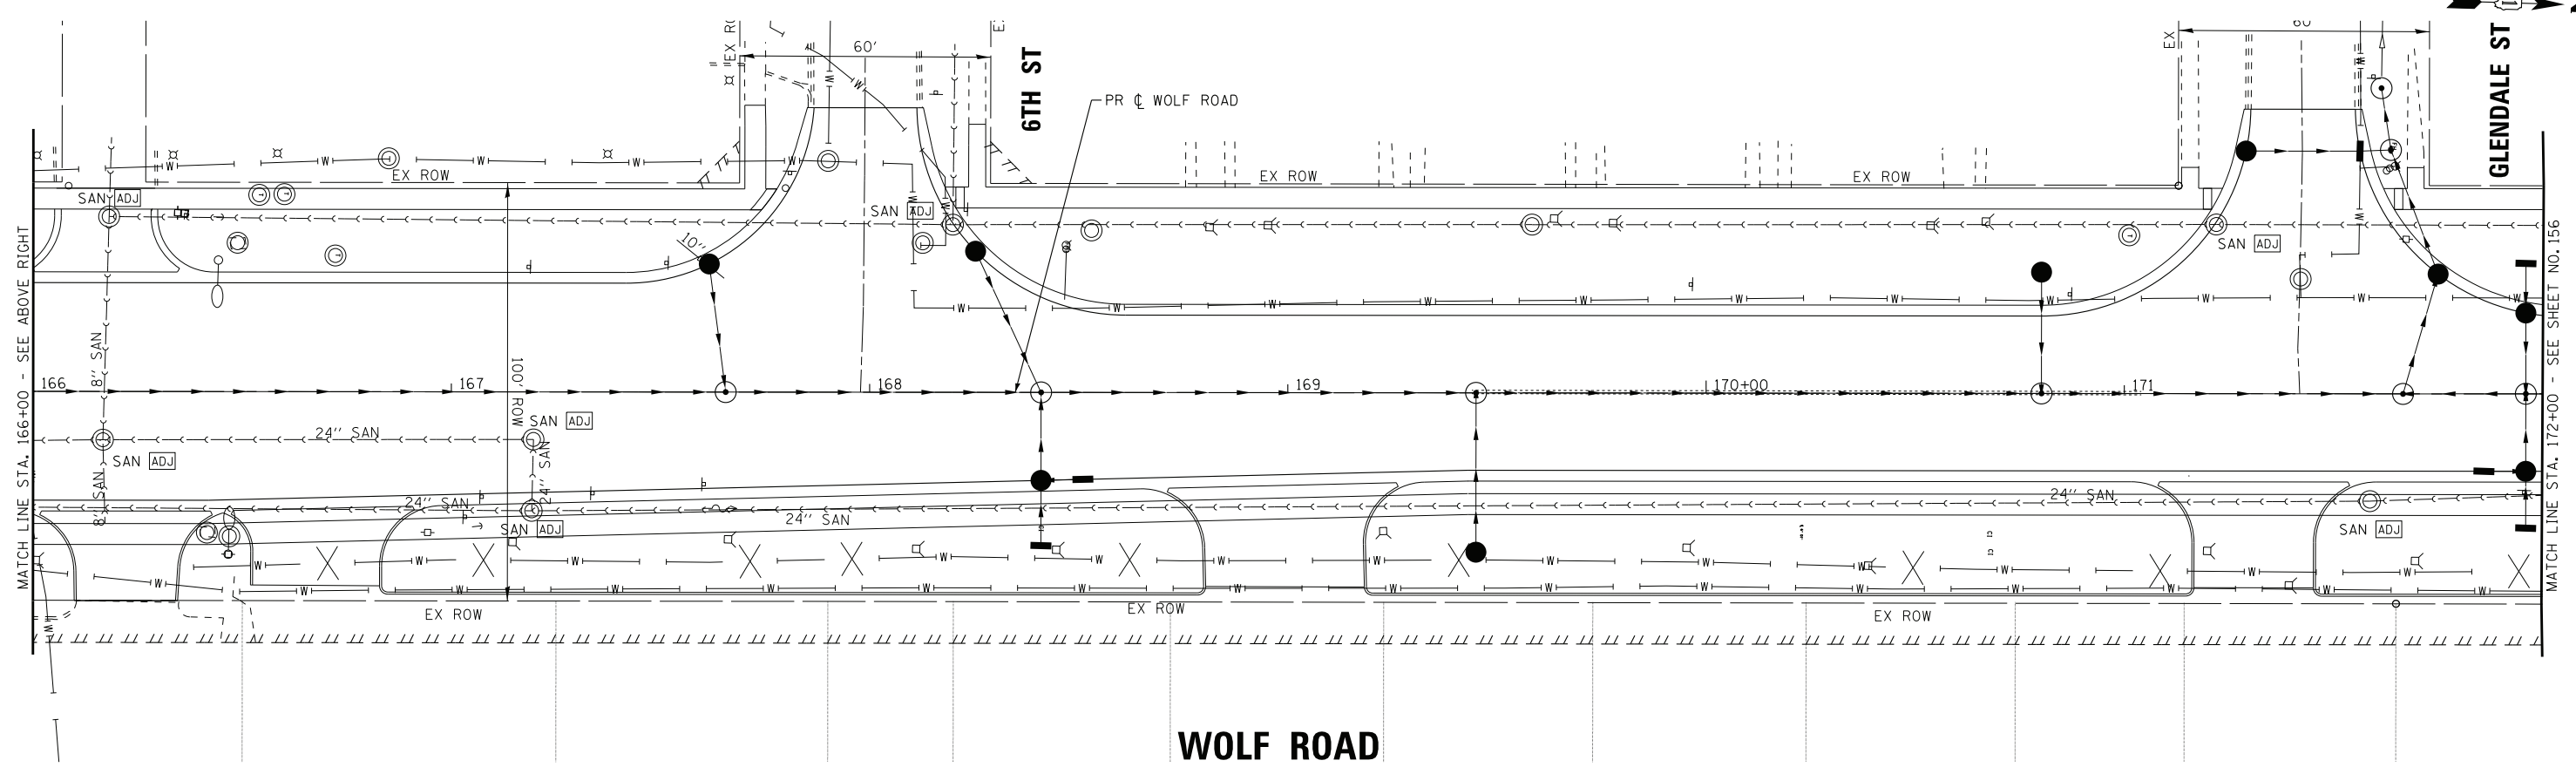 60'
60'
EX RO
EX
6TH ST
GLENDALE ST
PR ℄ WOLF ROAD
EX ROW
EX ROW
EX ROW
SAN ADJ
SAN ADJ
SAN ADJ
10''
MATCH LINE STA. 166+00 - SEE ABOVE RIGHT
MATCH LINE STA. 172+00 - SEE SHEET NO. 156
8'' SAN
100' ROW
166
167
168
169
170+00
171
SAN ADJ
24'' SAN
SAN ADJ
24'' SAN
8'' SAN
24'' SAN
24'' SAN
24'' SAN
SAN ADJ
SAN ADJ
EX ROW
EX ROW
EX ROW
WOLF ROAD